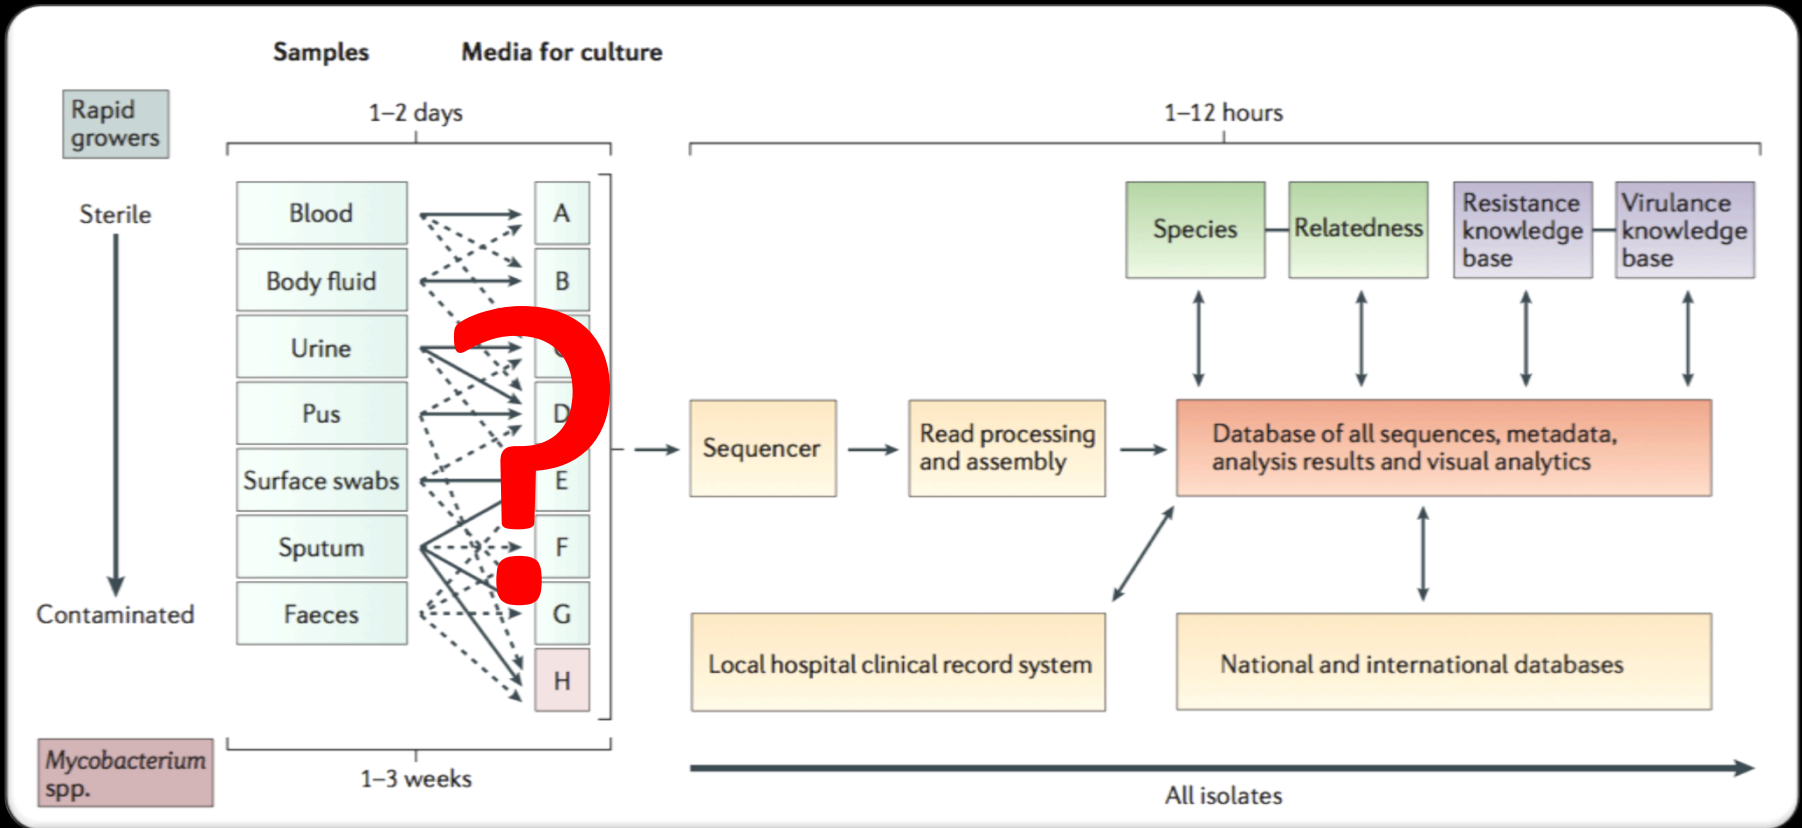 Samples
Media for culture
Rapid
growers
1–2 days
1–12 hours
Sterile
Contaminated
Blood
Body fluid
Urine
Pus
Surface swabs
Sputum
Faeces
A
B
D
E
F
G
H
?
Species
Relatedness
Resistance
knowledge
base
Virulance
knowledge
base
Sequencer
Read processing
and assembly
Database of all sequences, metadata,
analysis results and visual analytics
Local hospital clinical record system
National and international databases
Mycobacterium
spp.
1–3 weeks
All isolates